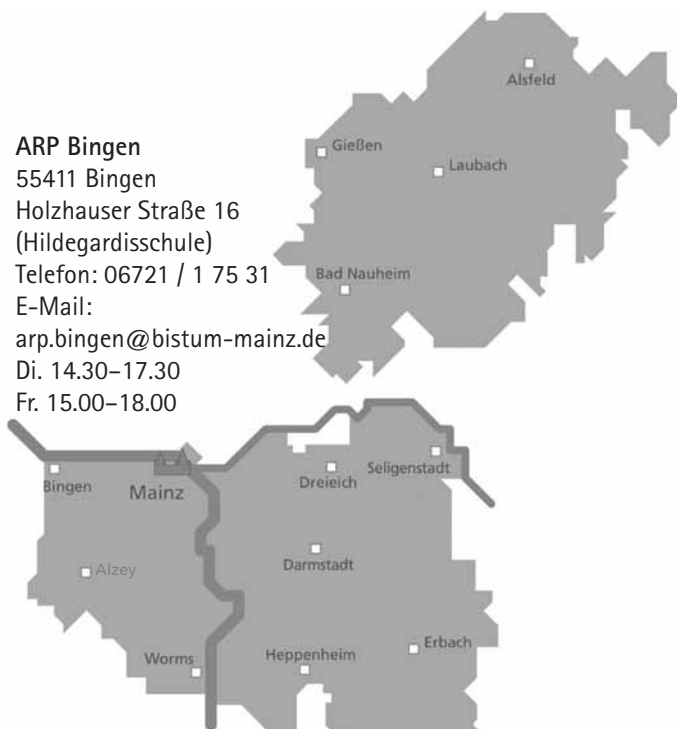 ARP Bingen
55411 Bingen
Holzhauser Straße 16
(Hildegardisschule)
Telefon: 06721 / 1 75 31
E-Mail:
arp.bingen@bistum-mainz.de
Di. 14.30–17.30
Fr. 15.00–18.00
Alsfeld
Gießen
Laubach
Bad Nauheim
Bingen
Mainz
Dreieich
Seligenstadt
Alzey
Darmstadt
Worms
Heppenheim
Erbach